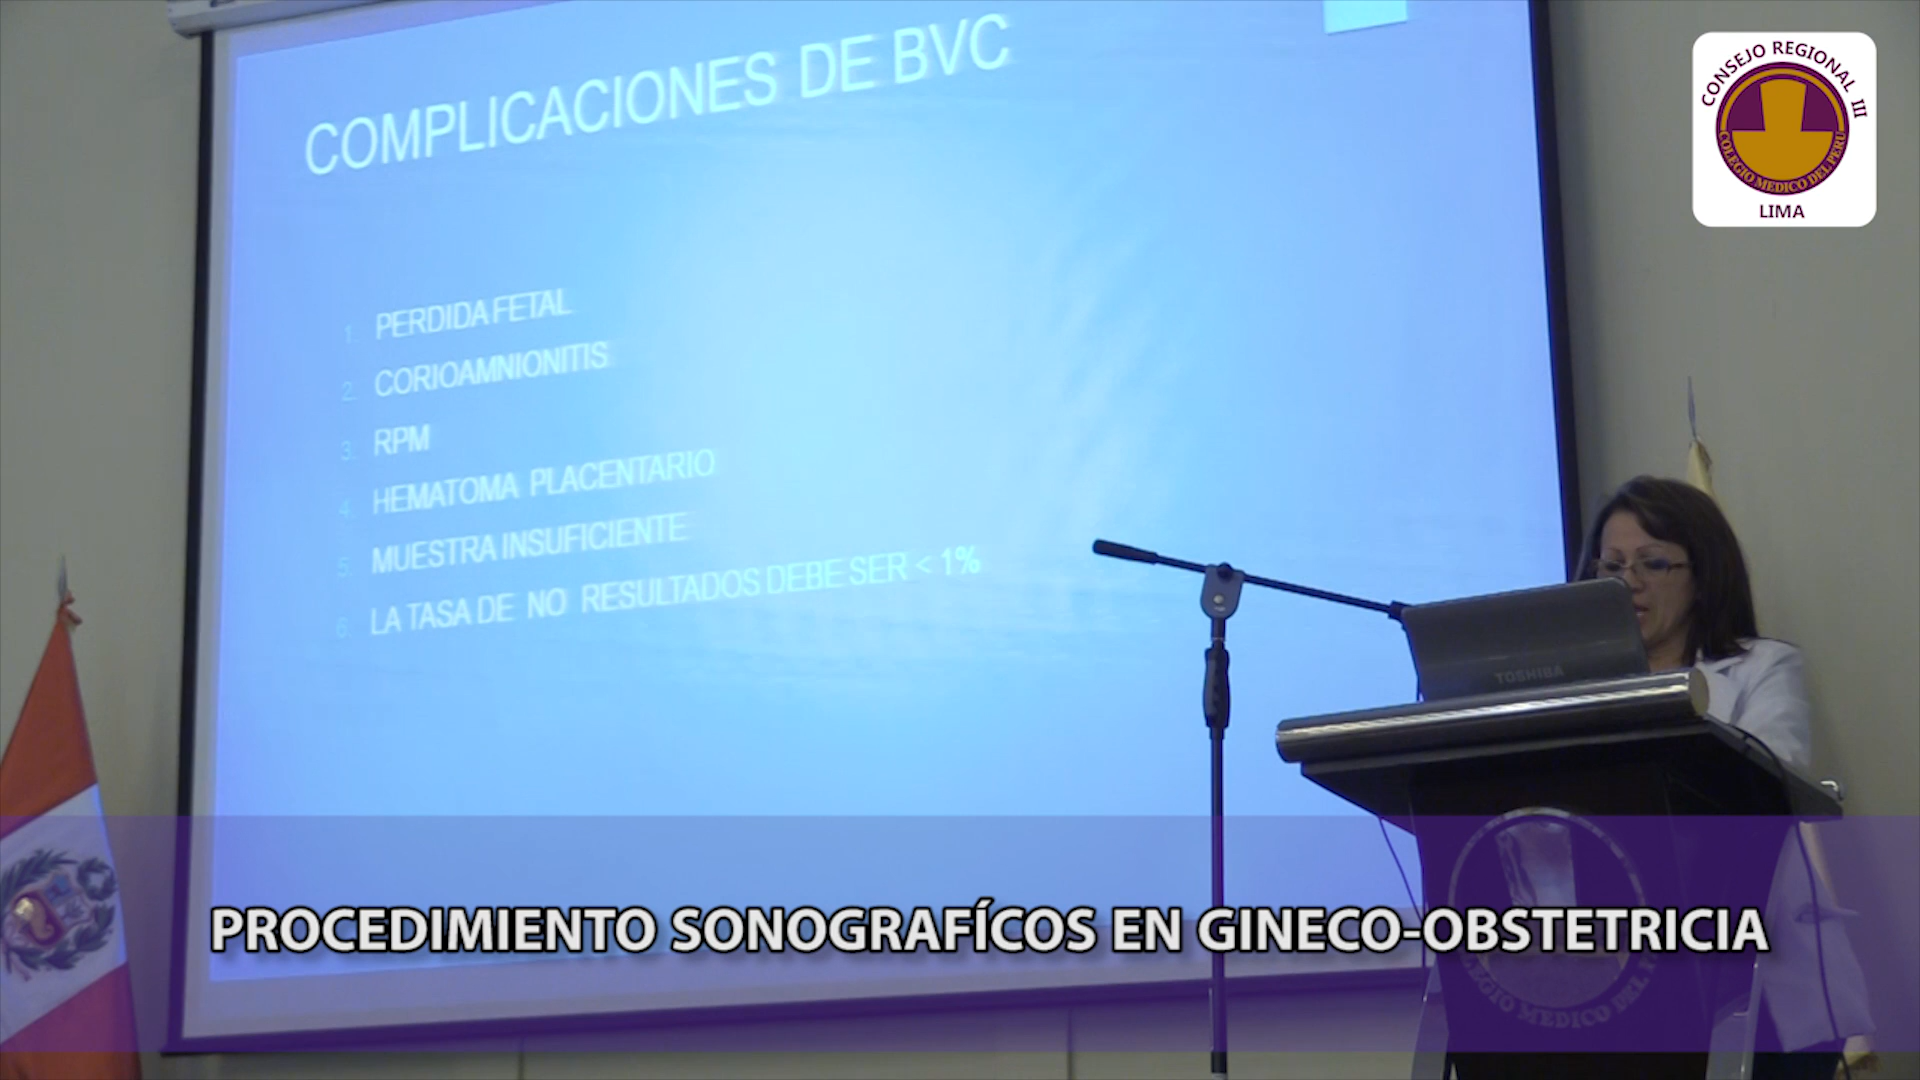 COMPLICACIONES DE BVC
1. PERDIDA FETAL
2. CORIOAMNIONITIS
3. RPM
4. HEMATOMA PLACENTARIO
5. MUESTRA INSUFICIENTE
6. LA TASA DE NO RESULTADOS DEBE SER < 1%
CONSEJO REGIONAL III
COLEGIO MEDICO DEL PERU
LIMA
TOSHIBA
PROCEDIMIENTO SONOGRAFÍCOS EN GINECO-OBSTETRICIA
MEDICO DEL